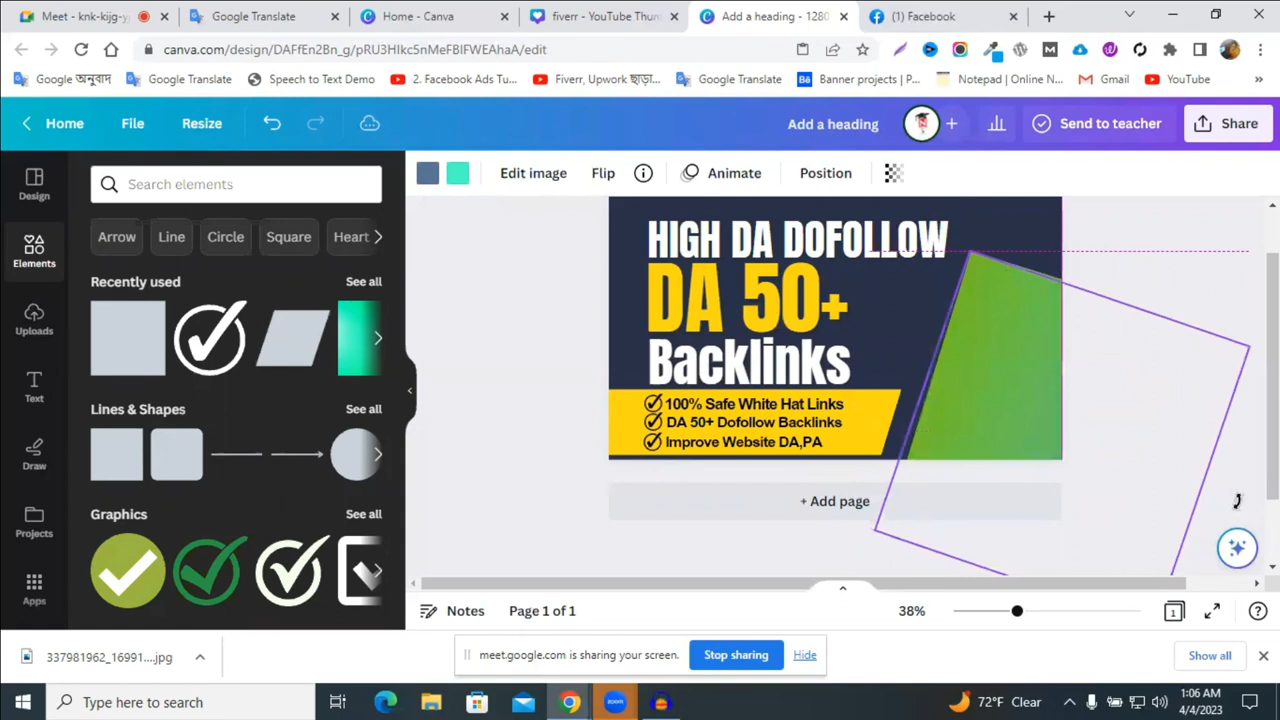 Meet - knk-kijg-y
Google Translate
Home - Canva
fiverr - YouTube Thum
Add a heading - 1280
(1) Facebook
canva.com/design/DAFfEn2Bn_g/pRU3HIkc5nMeFBIFWEAhaA/edit
Google অনুবাদ
Google Translate
Speech to Text Demo
2. Facebook Ads Tu...
Fiverr, Upwork ছাড়া...
Google Translate
Banner projects | P...
Notepad | Online N...
Gmail
YouTube
Home
File
Resize
Add a heading
Send to teacher
Share
Design
Elements
Uploads
Text
Draw
Projects
Apps
Search elements
Arrow
Line
Circle
Square
Heart
Recently used
See all
Lines & Shapes
See all
Graphics
See all
Edit image
Flip
Animate
Position
HIGH DA DOFOLLOW
DA 50+
Backlinks
100% Safe White Hat Links
DA 50+ Dofollow Backlinks
Improve Website DA,PA
+ Add page
Notes
Page 1 of 1
38%
1
337981962_16991....jpg
meet.google.com is sharing your screen.
Stop sharing
Hide
Show all
Type here to search
zoom
72°F Clear
1:06 AM
4/4/2023